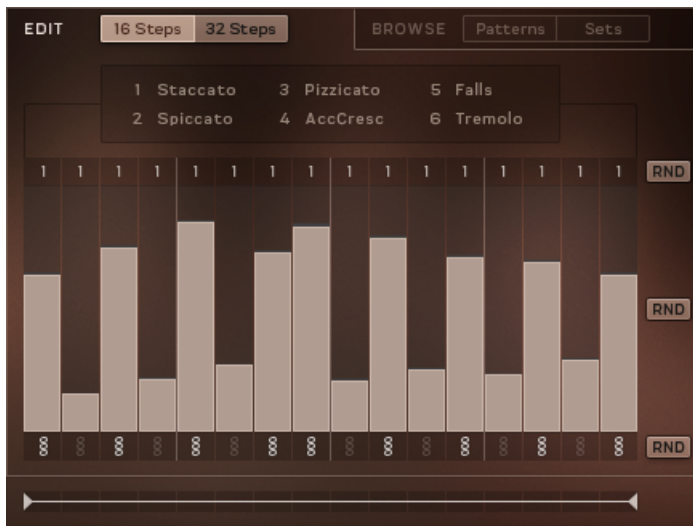 EDIT 16 Steps 32 Steps BROWSE Patterns Sets
1 Staccato 3 Pizzicato 5 Falls
2 Spiccato 4 AccCresc 6 Tremolo
1 1 1 1 1 1 1 1 1 1 1 1 1 1 1 1 RND
RND
RND